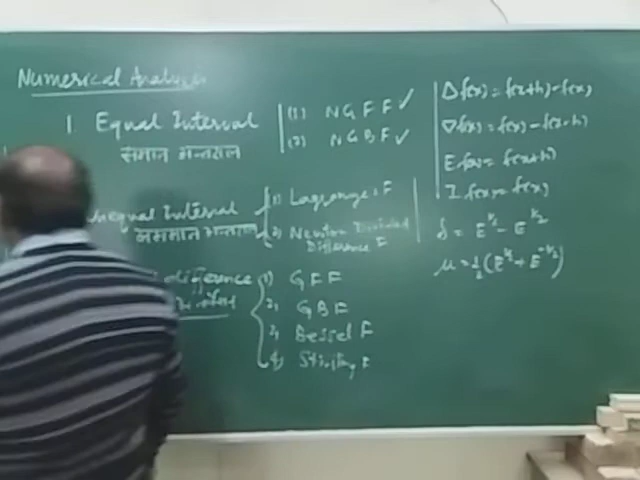 Numerical Analysis
1 Equal Interval
समान अन्तराल
(1) N G F F ✓
(2) N G B F ✓
nequal Interval
असमान अन्तराल
1) Lagrange's F
2) Newton Divided
Difference F
difference
1) G F F
2, G B F
3, Bessel F
4) Stirling F
Δf(x) = f(x+h) - f(x)
∇f(x) = f(x) - f(x-h)
E f(x) = f(x+h)
I f(x) = f(x)
δ = E^½ - E^½
μ = ½ (E^½ + E^-½)